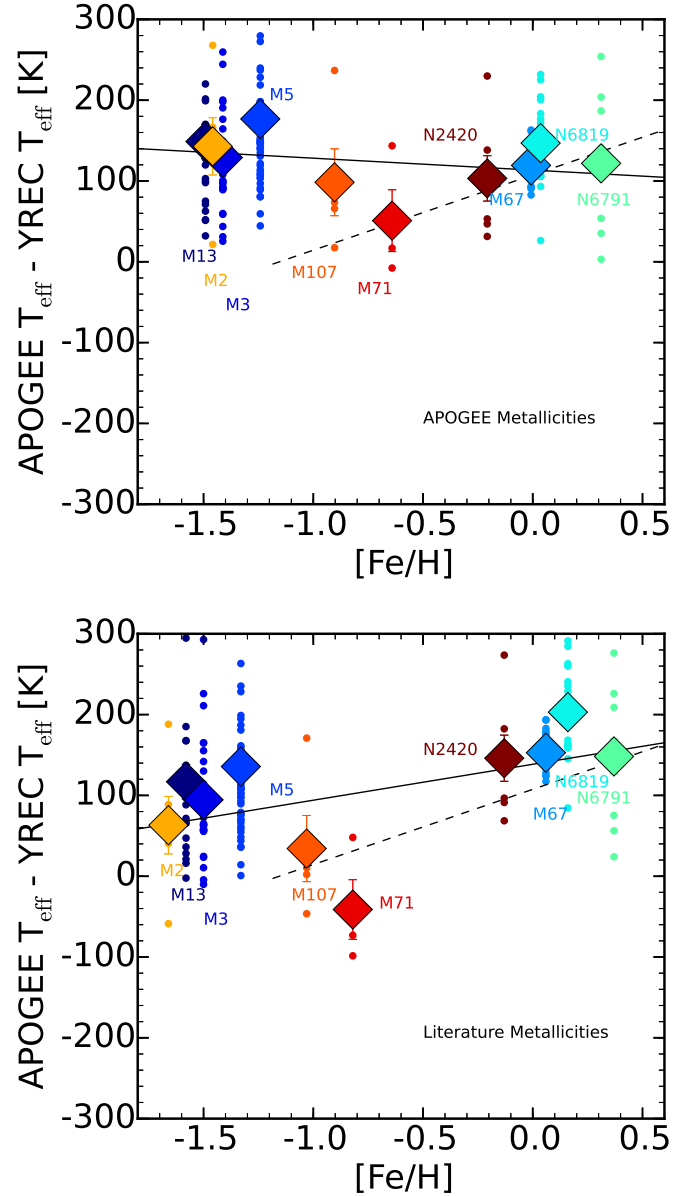 300
200
100
0
-100
-200
-300
APOGEE Teff - YREC Teff [K]
M5
N2420
N6819
M67
N6791
M13
M2
M3
M107
M71
APOGEE Metallicities
-1.5 -1.0 -0.5 0.0 0.5
[Fe/H]
300
200
100
0
-100
-200
-300
APOGEE Teff - YREC Teff [K]
N2420
M5
N6819
N6791
M67
M2
M13
M3
M107
M71
Literature Metallicities
-1.5 -1.0 -0.5 0.0 0.5
[Fe/H]